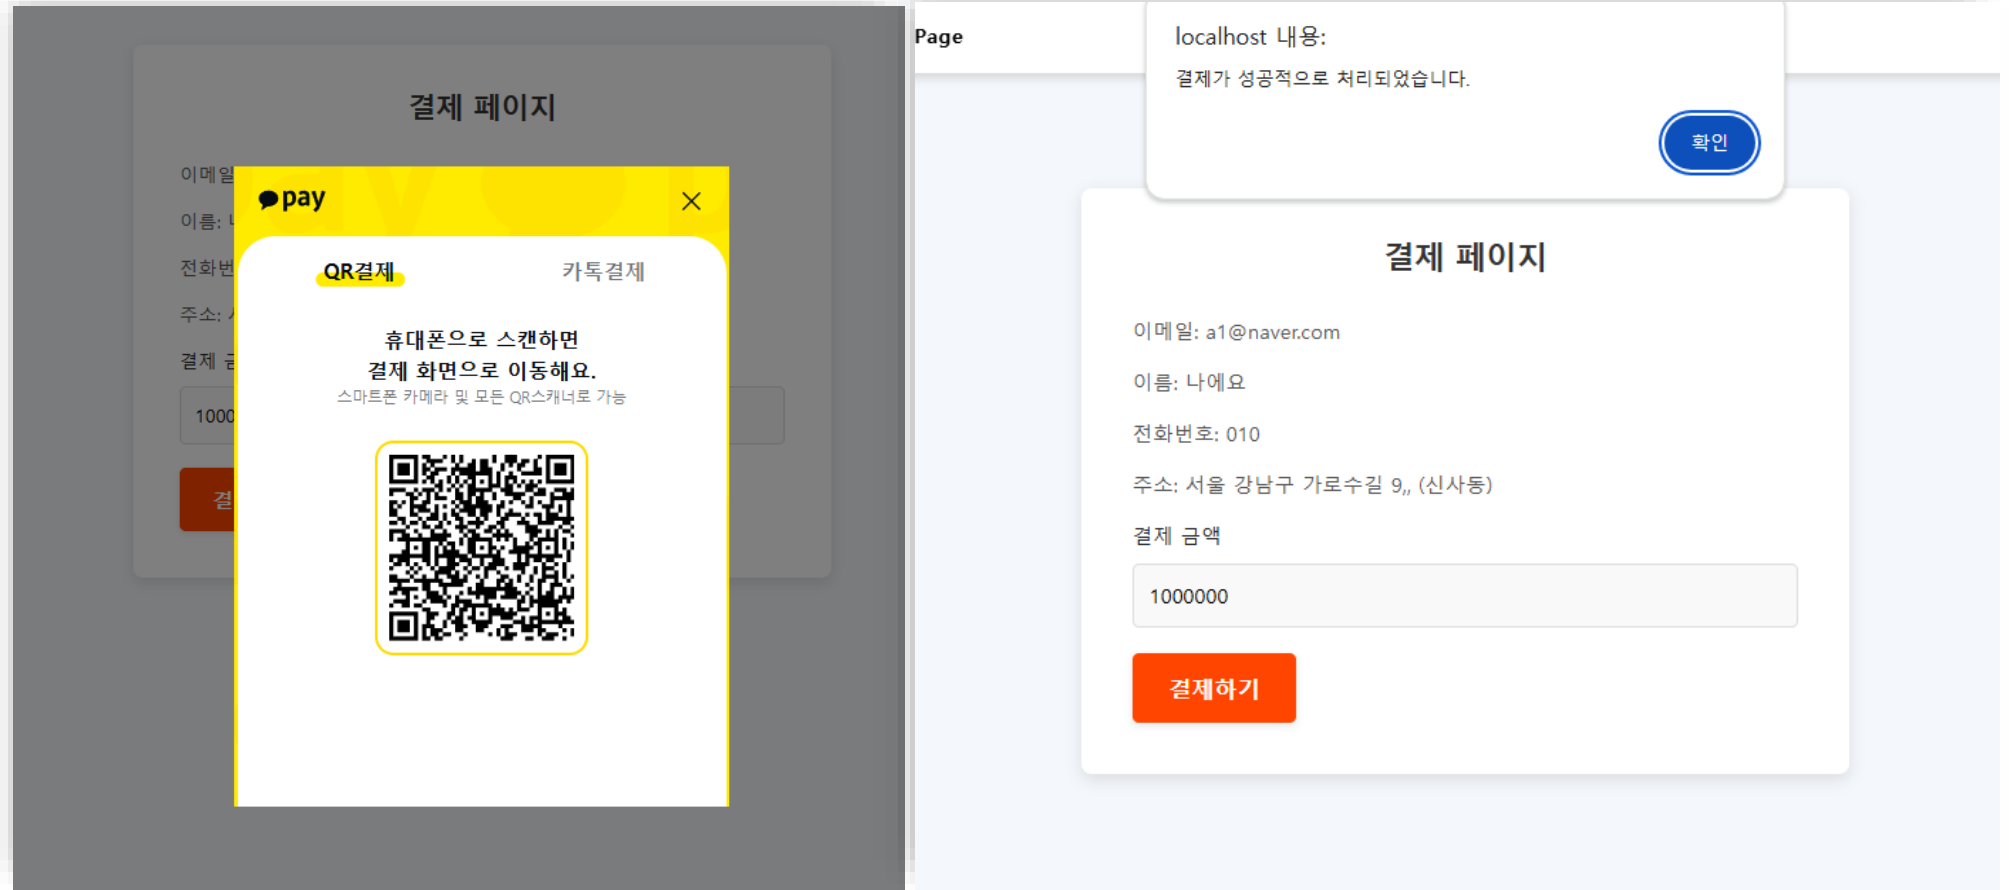 결제 페이지
이메일
이름:
전화번
주소:
결제
1000
결
pay
QR결제
카톡결제
휴대폰으로 스캔하면
결제 화면으로 이동해요.
스마트폰 카메라 및 모든 QR스캐너로 가능
Page
localhost 내용:
결제가 성공적으로 처리되었습니다.
확인
결제 페이지
이메일: a1@naver.com
이름: 나에요
전화번호: 010
주소: 서울 강남구 가로수길 9,, (신사동)
결제 금액
1000000
결제하기